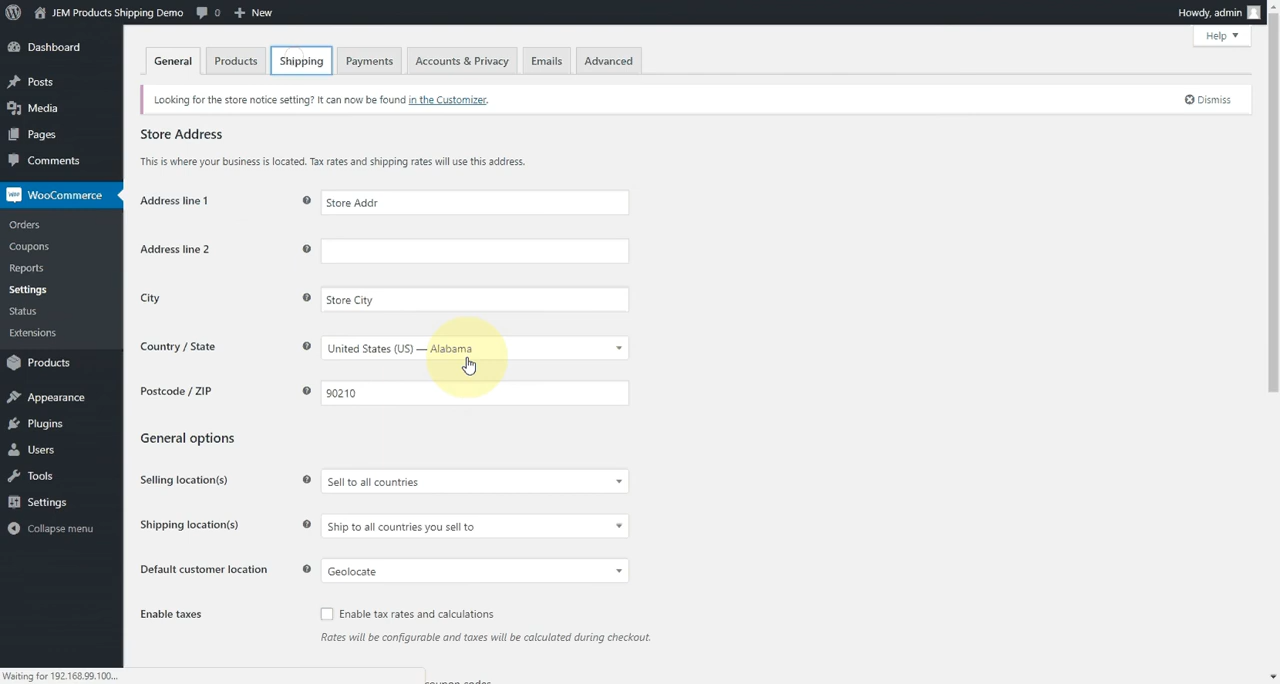 JEM Products Shipping Demo 0 New Howdy, admin
Help
Dashboard
Posts
Media
Pages
Comments
WooCommerce
Orders
Coupons
Reports
Settings
Status
Extensions
Products
Appearance
Plugins
Users
Tools
Settings
Collapse menu
General Products Shipping Payments Accounts & Privacy Emails Advanced
Looking for the store notice setting? It can now be found in the Customizer. Dismiss
Store Address
This is where your business is located. Tax rates and shipping rates will use this address.
Address line 1 Store Addr
Address line 2
City Store City
Country / State United States (US) — Alabama
Postcode / ZIP 90210
General options
Selling location(s) Sell to all countries
Shipping location(s) Ship to all countries you sell to
Default customer location Geolocate
Enable taxes Enable tax rates and calculations
Rates will be configurable and taxes will be calculated during checkout.
Waiting for 192.168.99.100...